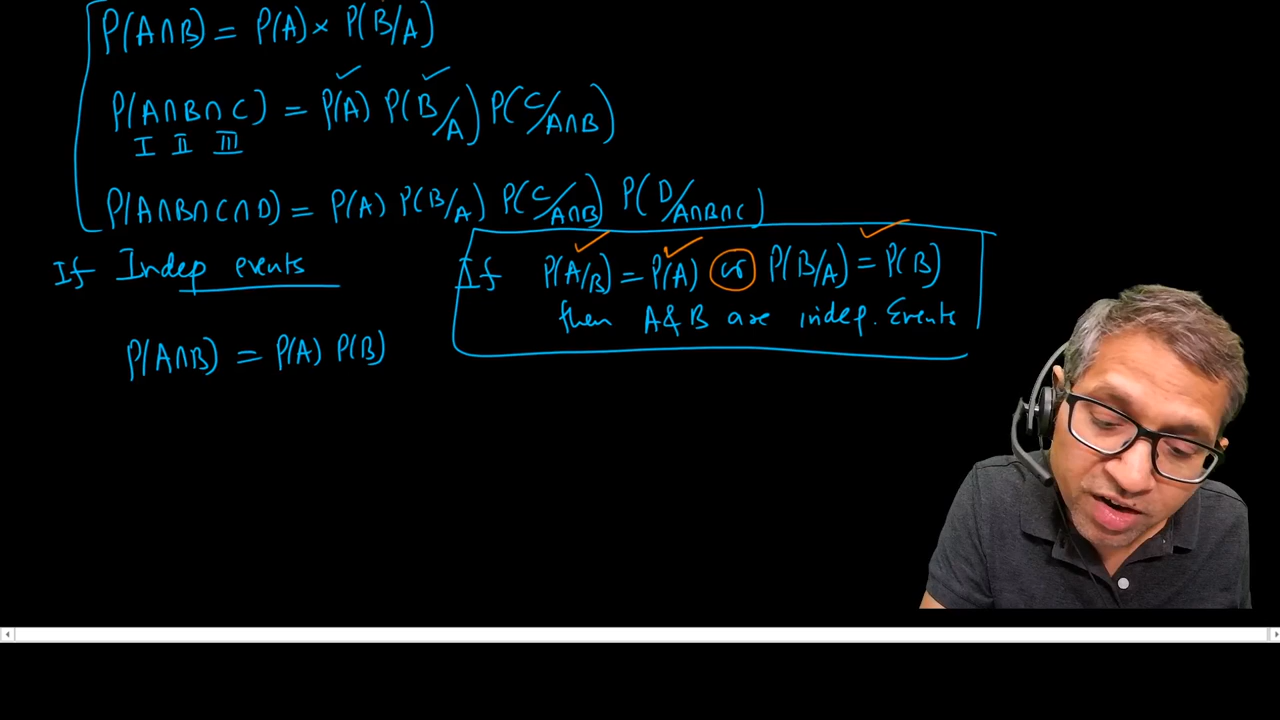 P(A∩B) = P(A) × P(B/A)
P(A∩B∩C) = P(A) P(B/A) P(C/A∩B)
I II III
P(A∩B∩C∩D) = P(A) P(B/A) P(C/A∩B) P(D/A∩B∩C)
If Indep events
If P(A/B) = P(A) or P(B/A) = P(B)
then A & B are indep. Events
P(A∩B) = P(A) P(B)